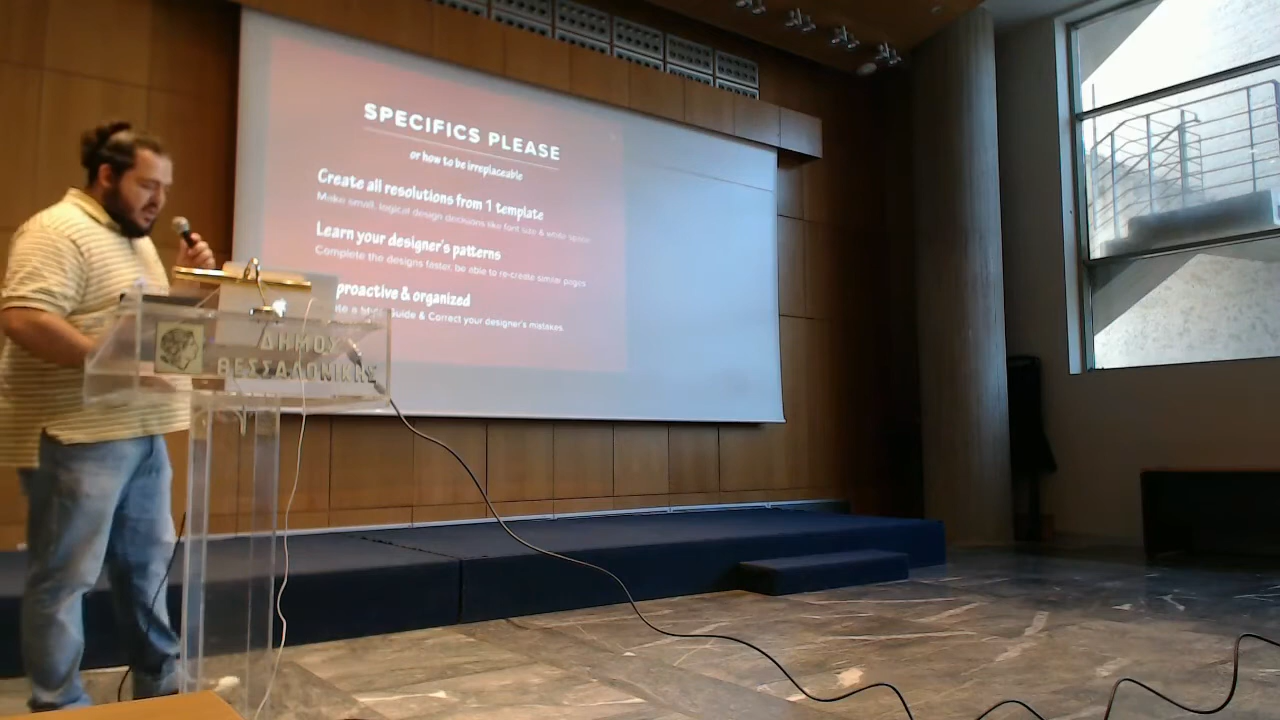 SPECIFICS PLEASE
or how to be irreplaceable
Create all resolutions from 1 template
Make small, logical design decisions like font size & white space
Learn your designer's patterns
Complete the designs faster, be able to re-create similar pages
proactive & organized
Guide & Correct your designer's mistakes
ΔΗΜΟΣ
ΘΕΣΣΑΛΟΝΙΚΗΣ